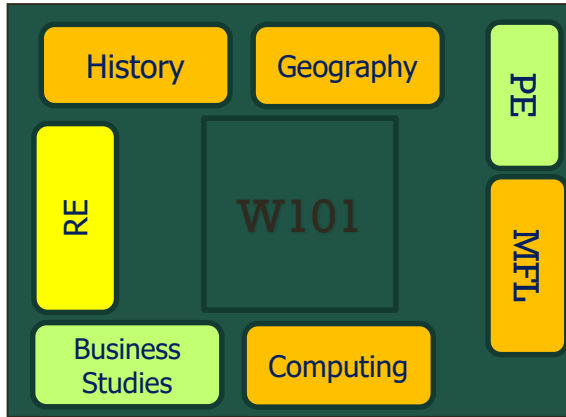 History
Geography
PE
RE
W101
MFL
Business
Studies
Computing